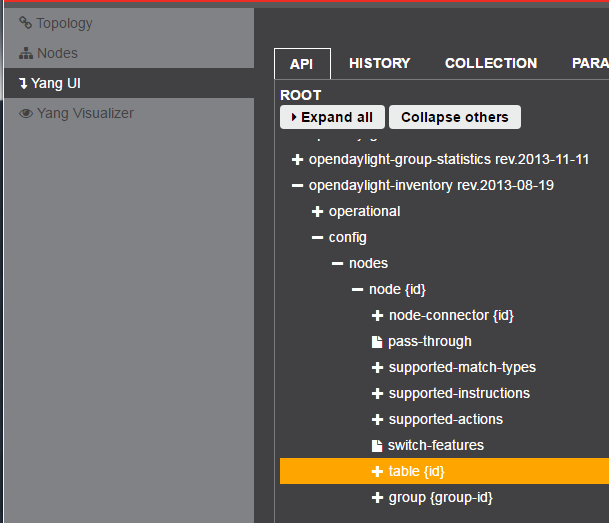 Topology
Nodes
Yang UI
Yang Visualizer
API HISTORY COLLECTION PARA
ROOT
Expand all Collapse others
opendaylight-group-statistics rev.2013-11-11
opendaylight-inventory rev.2013-08-19
operational
config
nodes
node {id}
node-connector {id}
pass-through
supported-match-types
supported-instructions
supported-actions
switch-features
table {id}
group {group-id}